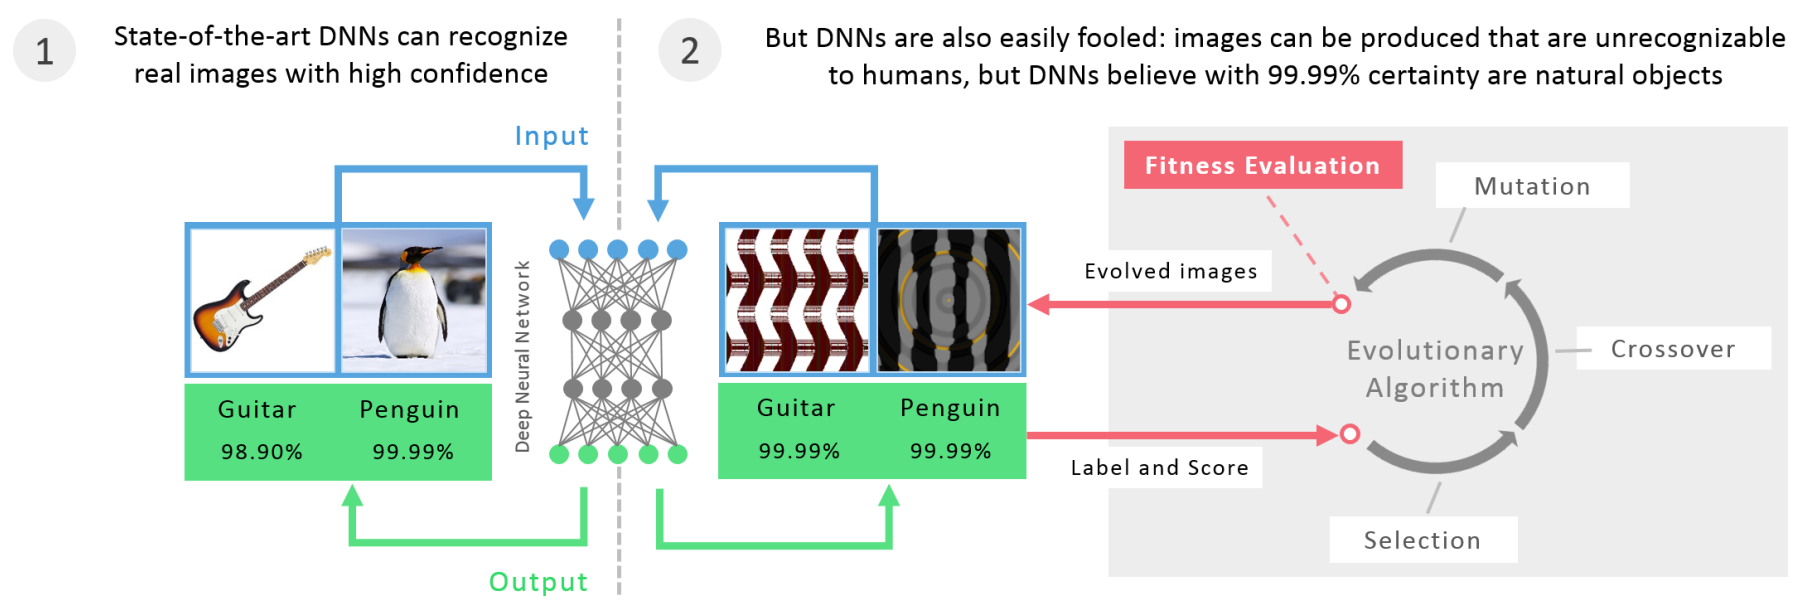 1
State-of-the-art DNNs can recognize
real images with high confidence
2
But DNNs are also easily fooled: images can be produced that are unrecognizable
to humans, but DNNs believe with 99.99% certainty are natural objects
Input
Deep Neural Network
Guitar Penguin
98.90% 99.99%
Output
Guitar Penguin
99.99% 99.99%
Evolved images
Label and Score
Fitness Evaluation
Mutation
Crossover
Evolutionary
Algorithm
Selection